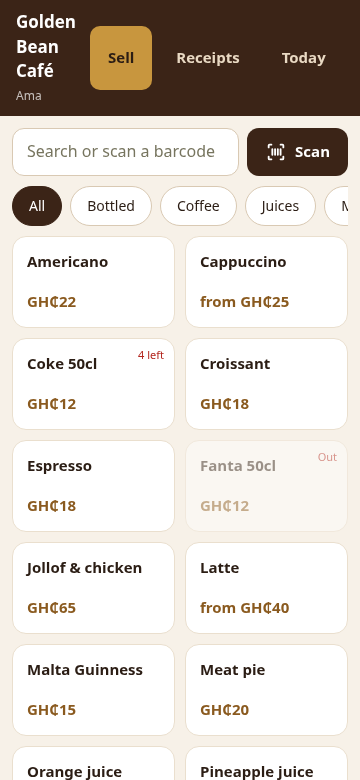 Golden
Bean
Café
Ama
Sell
Receipts
Today
Search or scan a barcode
Scan
All
Bottled
Coffee
Juices
Americano
GH₵22
Cappuccino
from GH₵25
Coke 50cl
4 left
GH₵12
Croissant
GH₵18
Espresso
GH₵18
Fanta 50cl
Out
GH₵12
Jollof & chicken
GH₵65
Latte
from GH₵40
Malta Guinness
GH₵15
Meat pie
GH₵20
Orange juice
Pineapple juice